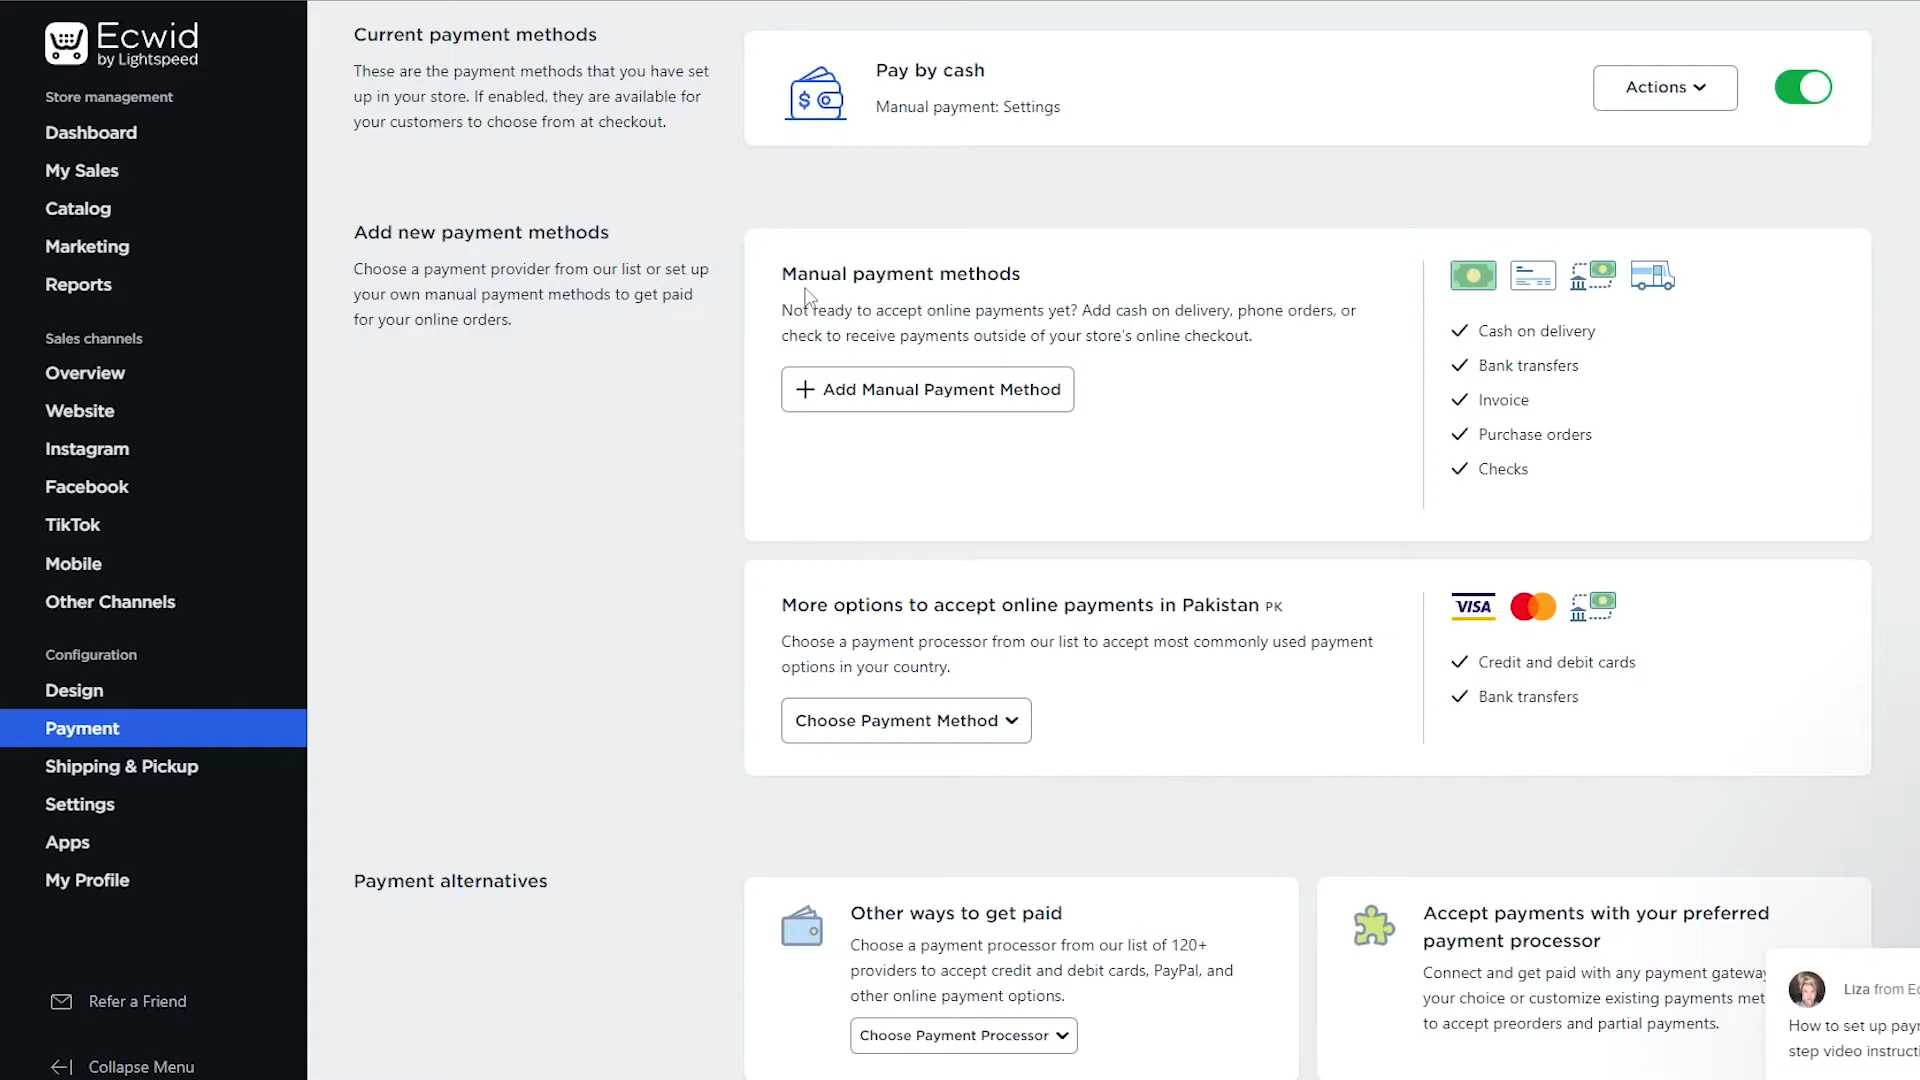 Ecwid
by Lightspeed
Store management
Dashboard
My Sales
Catalog
Marketing
Reports
Sales channels
Overview
Website
Instagram
Facebook
TikTok
Mobile
Other Channels
Configuration
Design
Payment
Shipping & Pickup
Settings
Apps
My Profile
Refer a Friend
Collapse Menu
Current payment methods
These are the payment methods that you have set
up in your store. If enabled, they are available for
your customers to choose from at checkout.
Pay by cash
Manual payment: Settings
Actions
Add new payment methods
Choose a payment provider from our list or set up
your own manual payment methods to get paid
for your online orders.
Manual payment methods
Not ready to accept online payments yet? Add cash on delivery, phone orders, or
check to receive payments outside of your store's online checkout.
+ Add Manual Payment Method
Cash on delivery
Bank transfers
Invoice
Purchase orders
Checks
More options to accept online payments in Pakistan PK
Choose a payment processor from our list to accept most commonly used payment
options in your country.
Choose Payment Method
VISA
Credit and debit cards
Bank transfers
Payment alternatives
Other ways to get paid
Choose a payment processor from our list of 120+
providers to accept credit and debit cards, PayPal, and
other online payment options.
Choose Payment Processor
Accept payments with your preferred
payment processor
Connect and get paid with any payment gateway
your choice or customize existing payments met
to accept preorders and partial payments.
Liza from Ec
How to set up payn
step video instructi